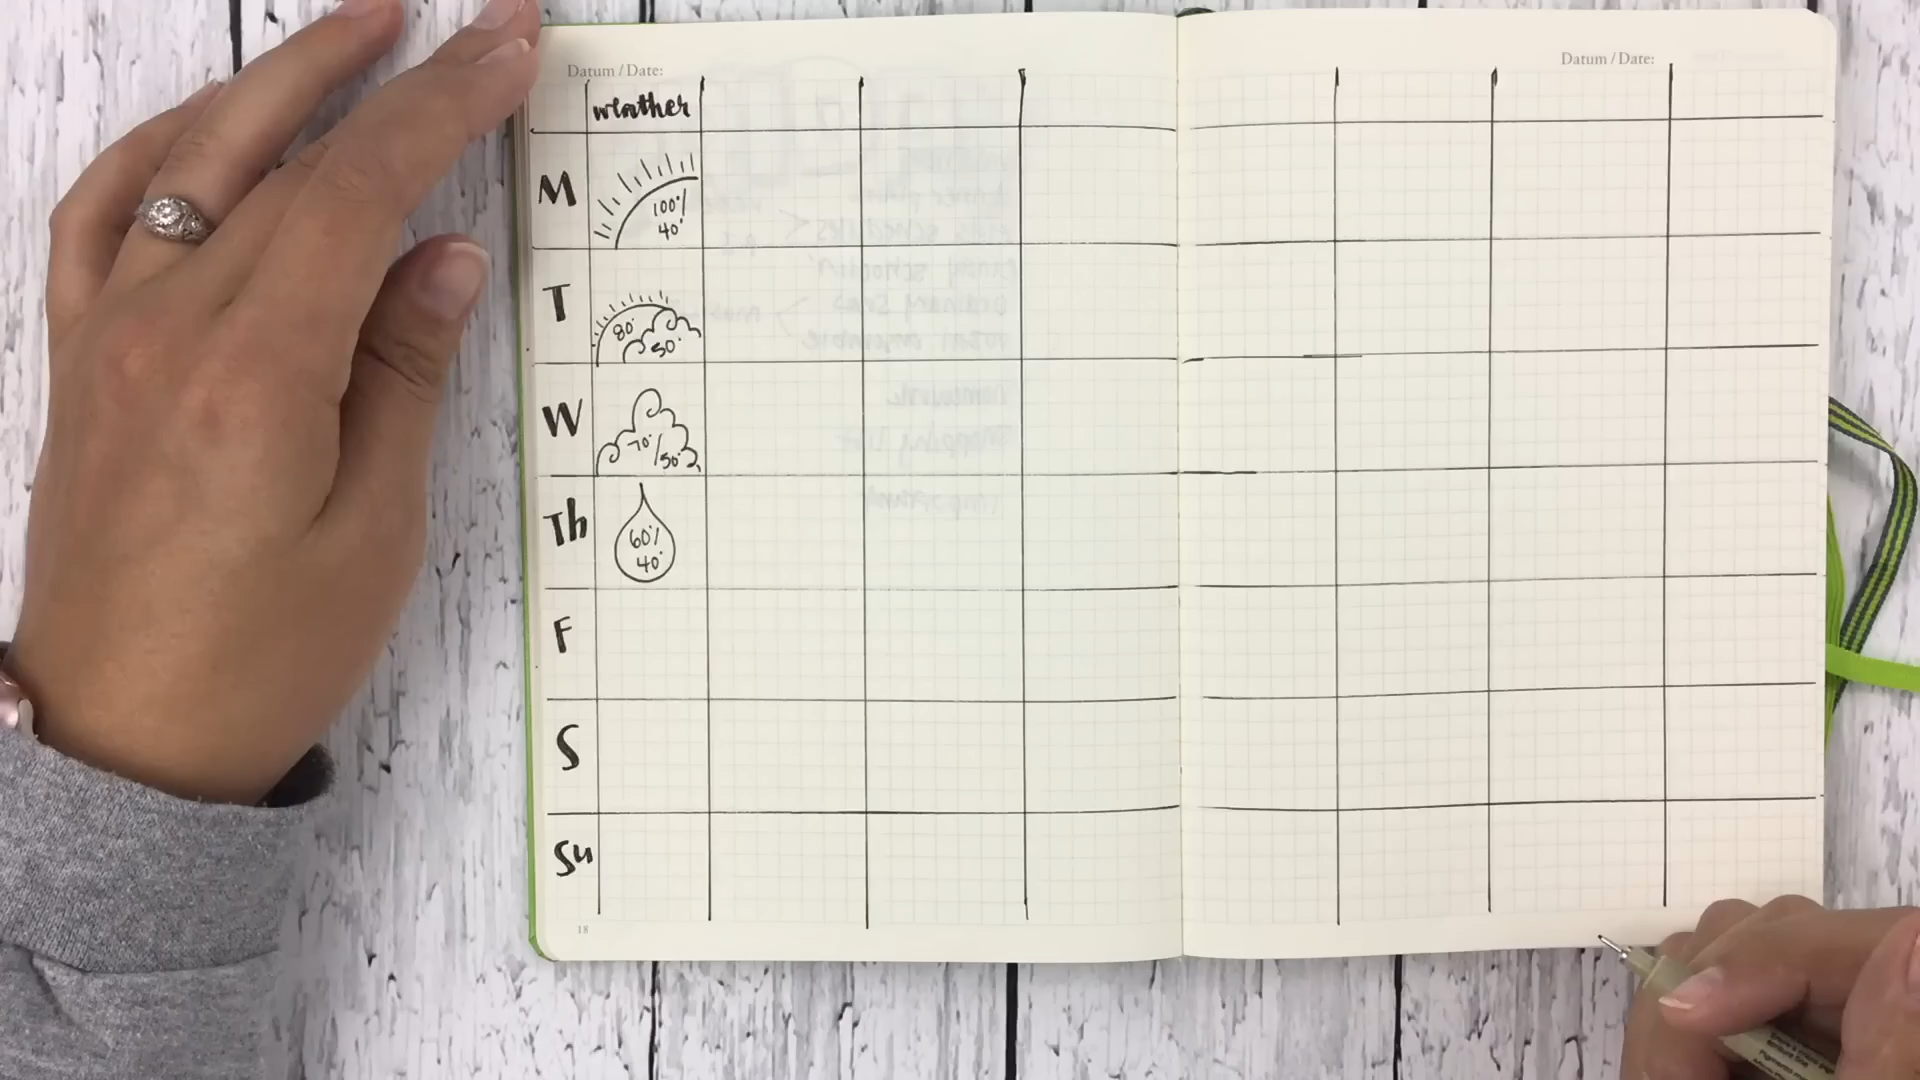 Datum / Date:
Datum / Date:
weather
M
100°/
40°
T
80°
50°
W
70°/50°
Th
60°/
40°
F
S
Su
18